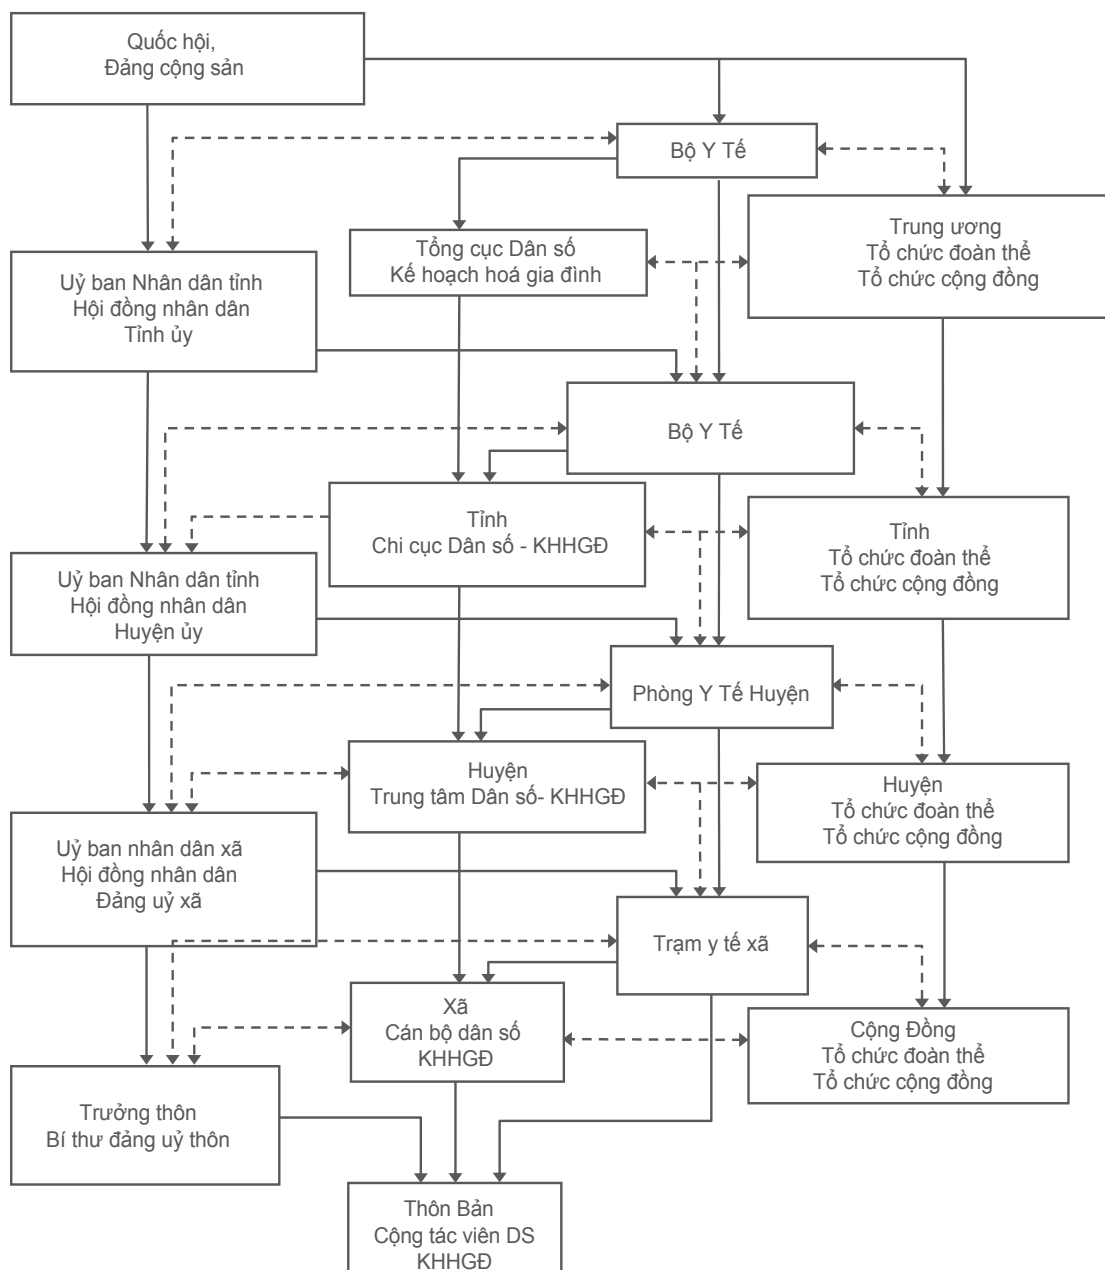 Quốc hội,
Đảng cộng sản
Bộ Y Tế
Trung ương
Tổ chức đoàn thể
Tổ chức cộng đồng
Tổng cục Dân số
Kế hoạch hoá gia đình
Uỷ ban Nhân dân tỉnh
Hội đồng nhân dân
Tỉnh ủy
Bộ Y Tế
Tỉnh
Chi cục Dân số - KHHGĐ
Tỉnh
Tổ chức đoàn thể
Tổ chức cộng đồng
Uỷ ban Nhân dân tỉnh
Hội đồng nhân dân
Huyện ủy
Phòng Y Tế Huyện
Huyện
Trung tâm Dân số- KHHGĐ
Huyện
Tổ chức đoàn thể
Tổ chức cộng đồng
Uỷ ban nhân dân xã
Hội đồng nhân dân
Đảng uỷ xã
Trạm y tế xã
Xã
Cán bộ dân số
KHHGĐ
Cộng Đồng
Tổ chức đoàn thể
Tổ chức cộng đồng
Trưởng thôn
Bí thư đảng uỷ thôn
Thôn Bản
Cộng tác viên DS
KHHGĐ